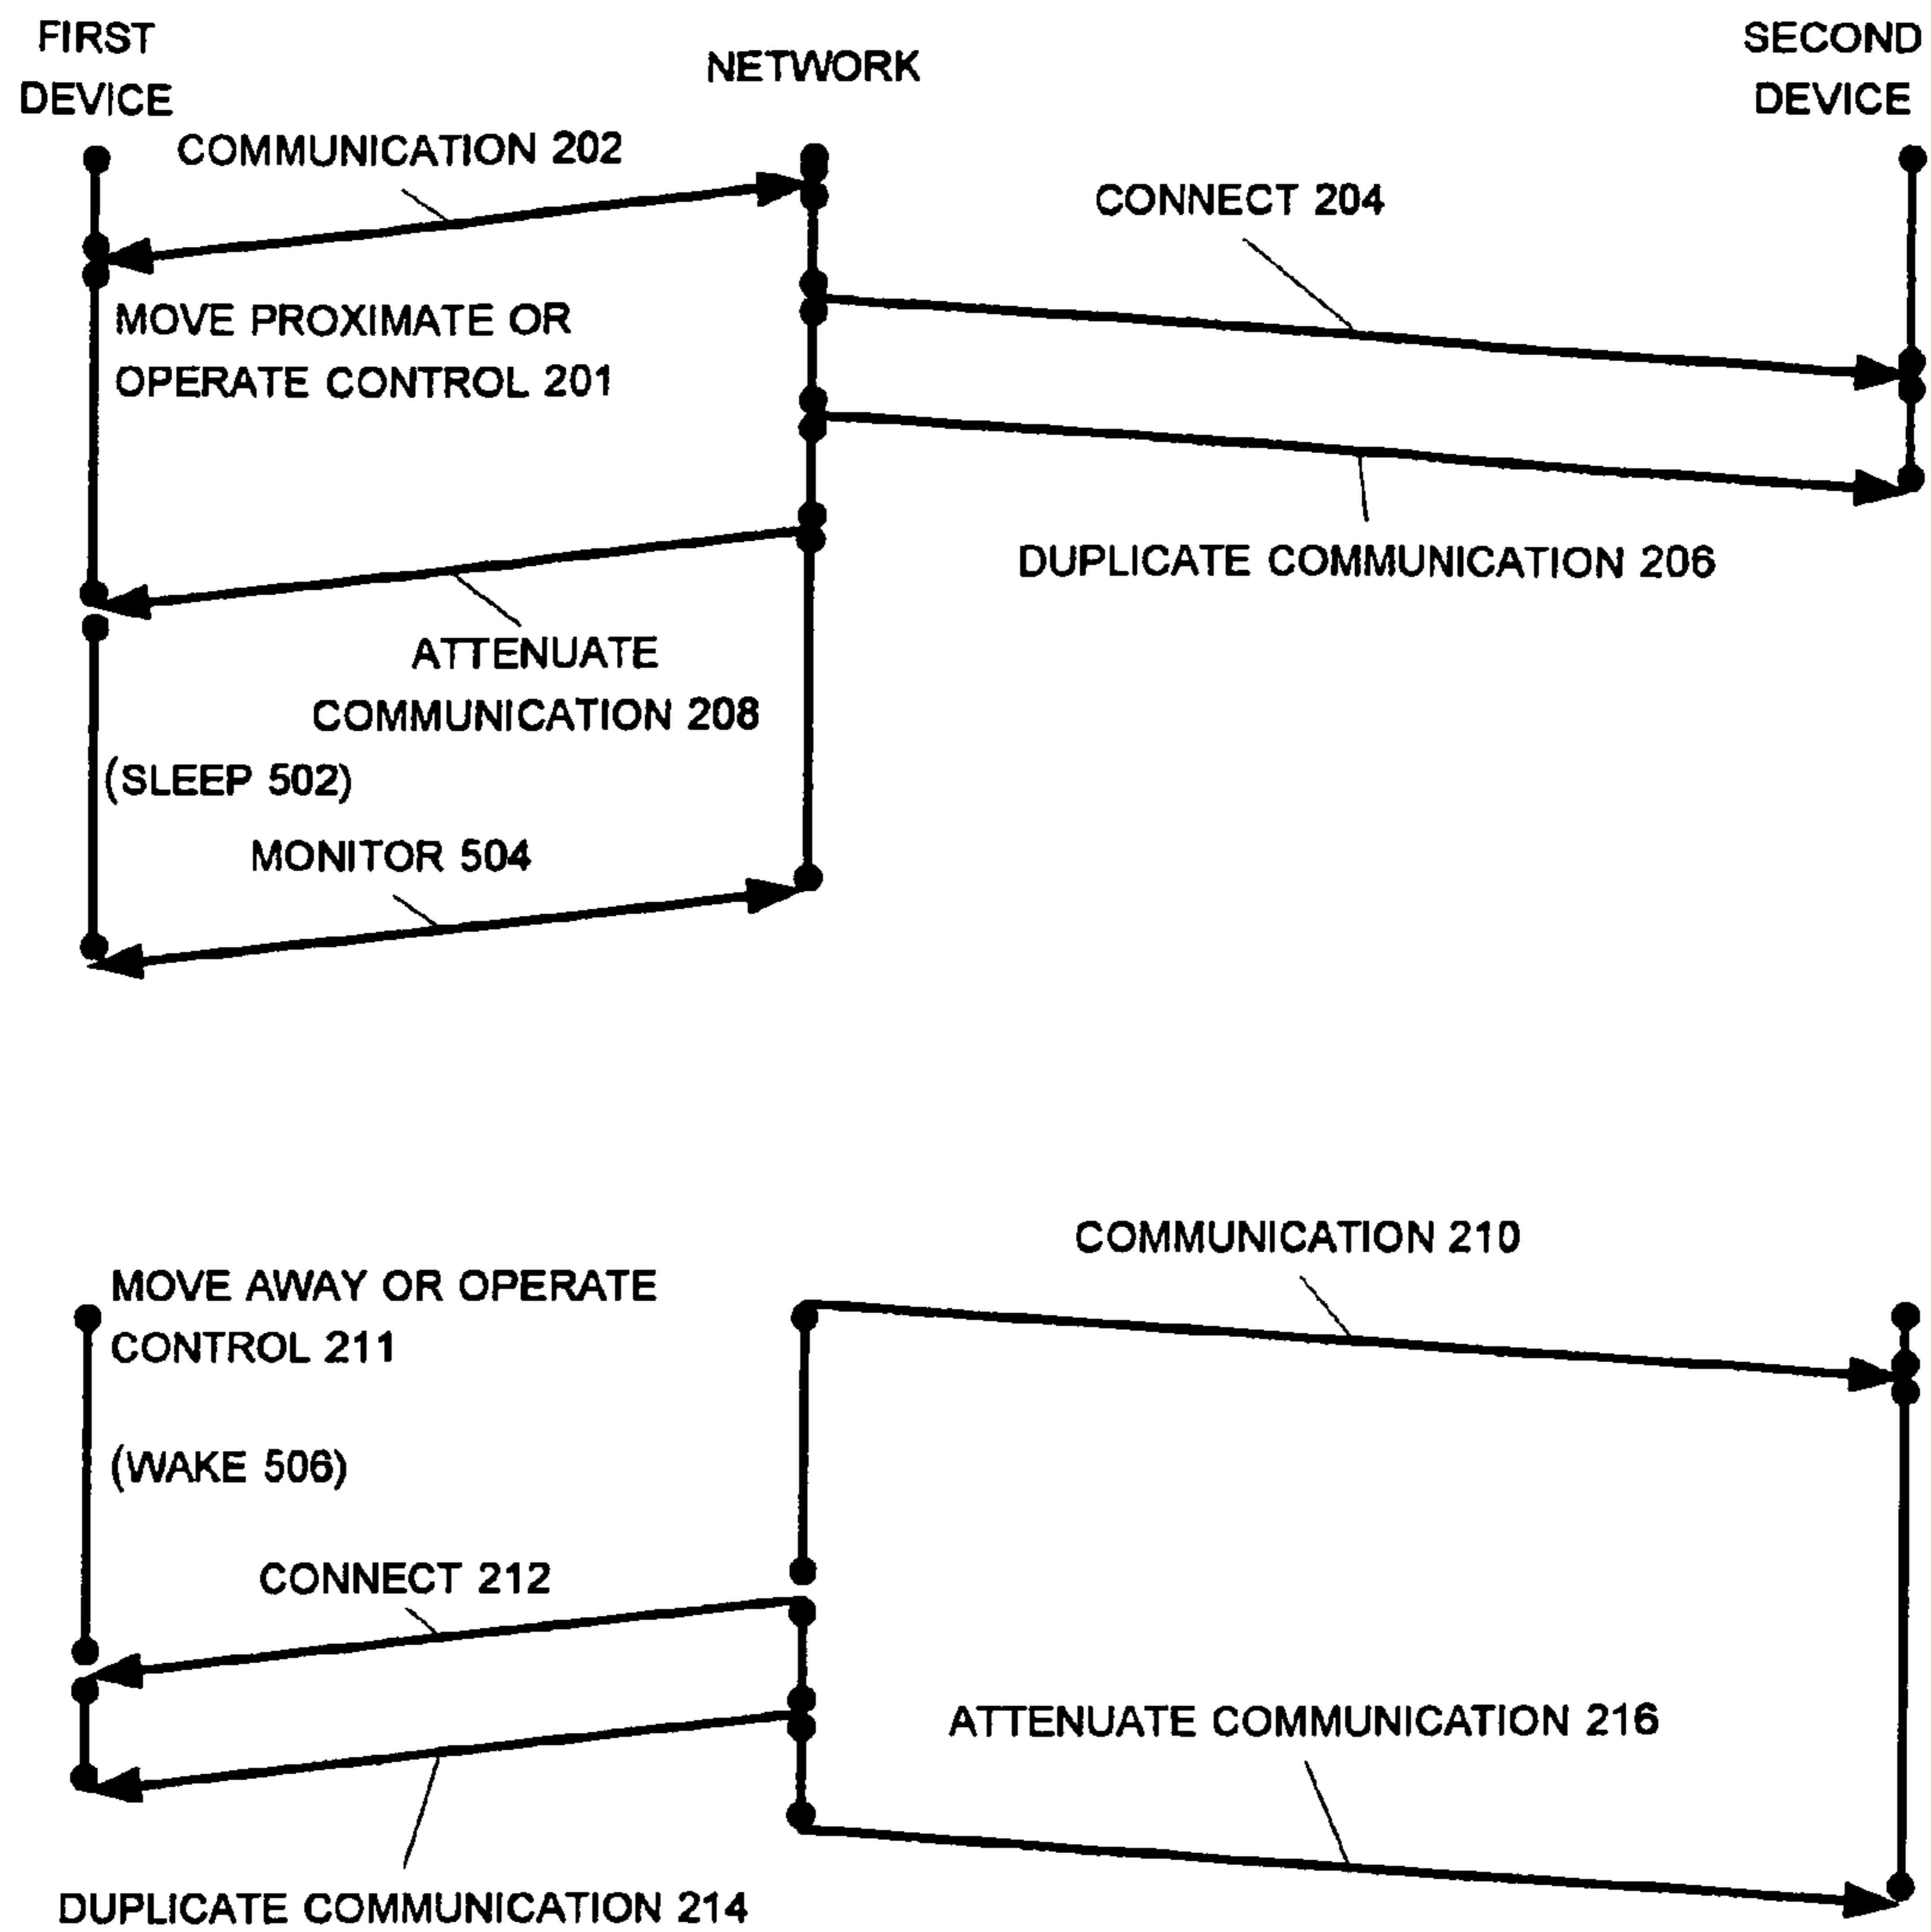 FIRST
DEVICE
NETWORK
SECOND
DEVICE
COMMUNICATION 202
CONNECT 204
MOVE PROXIMATE OR
OPERATE CONTROL 201
DUPLICATE COMMUNICATION 206
ATTENUATE
COMMUNICATION 208
(SLEEP 502)
MONITOR 504
COMMUNICATION 210
MOVE AWAY OR OPERATE
CONTROL 211
(WAKE 506)
CONNECT 212
ATTENUATE COMMUNICATION 216
DUPLICATE COMMUNICATION 214